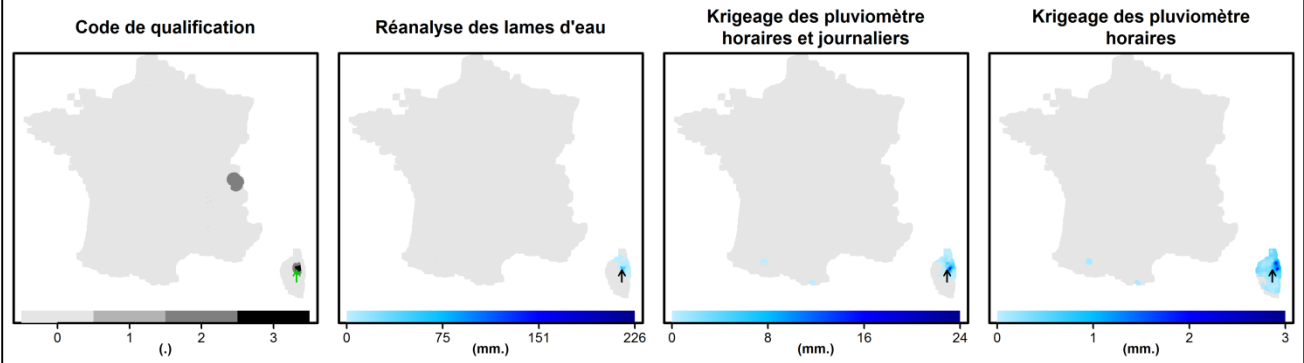 Code de qualification
Réanalyse des lames d'eau
Krigeage des pluviomètre
horaires et journaliers
Krigeage des pluviomètre
horaires
0 1 2 3
(.)
0 75 151 226
(mm.)
0 8 16 24
(mm.)
0 1 2 3
(mm.)